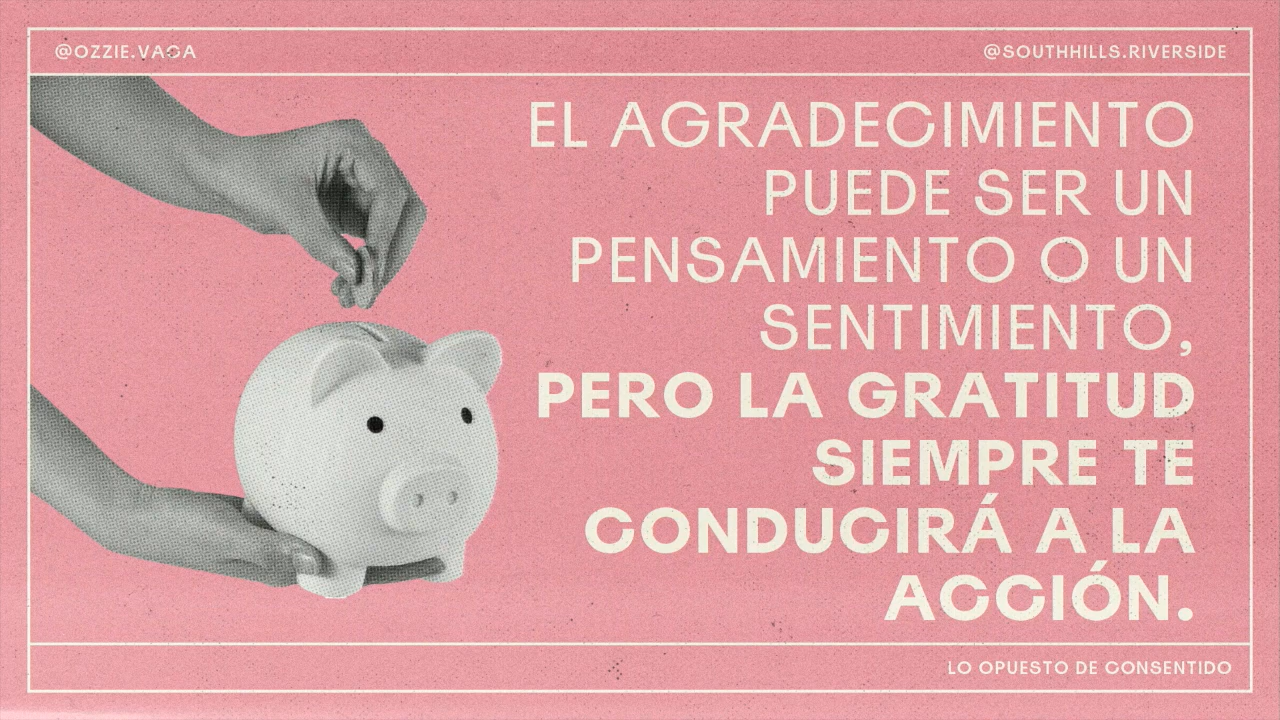 @OZZIE.VACA
@SOUTHHILLS.RIVERSIDE
EL AGRADECIMIENTO
PUEDE SER UN
PENSAMIENTO O UN
SENTIMIENTO,
PERO LA GRATITUD
SIEMPRE TE
CONDUCIRÁ A LA
ACCIÓN.
LO OPUESTO DE CONSENTIDO